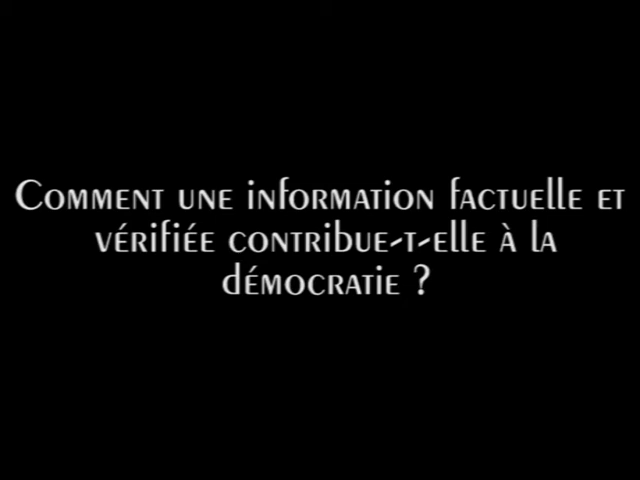 Comment une information factuelle et
vérifiée contribue-t-elle à la
démocratie ?